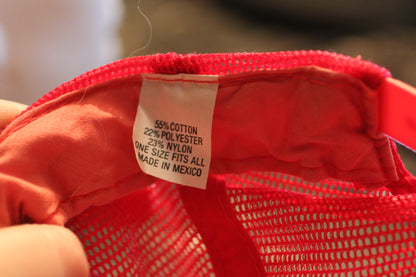 55% COTTON
22% POLYESTER
23% NYLON
ONE SIZE FITS ALL
MADE IN MEXICO